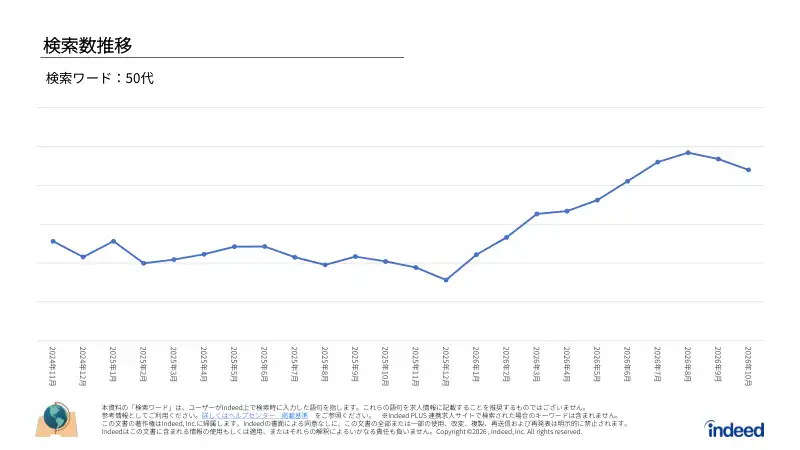 検索数推移
検索ワード：50代
2024年11月
2024年12月
2025年1月
2025年2月
2025年3月
2025年4月
2025年5月
2025年6月
2025年7月
2025年8月
2025年9月
2025年10月
2025年11月
2025年12月
2026年1月
2026年2月
2026年3月
2026年4月
2026年5月
2026年6月
2026年7月
2026年8月
2026年9月
2026年10月
本資料の「検索ワード」は、ユーザーがIndeed上で検索時に入力した語句を指します。これらの語句を求人情報に記載することを推奨するものではございません。
参考情報としてご利用ください。詳しくはヘルプセンター　掲載基準　をご参照ください。　※Indeed PLUS 連携求人サイトで検索された場合のキーワードは含まれません。
この文書の著作権はIndeed, Inc.に帰属します。Indeedの書面による同意なしに、この文書の全部または一部の使用、改変、複製、再送信および再発表は明示的に禁止されます。
Indeedはこの文書に含まれる情報の使用もしくは適用、またはそれらの解釈によるいかなる責任も負いません。Copyright ©2026 , Indeed, Inc. All rights reserved.
indeed